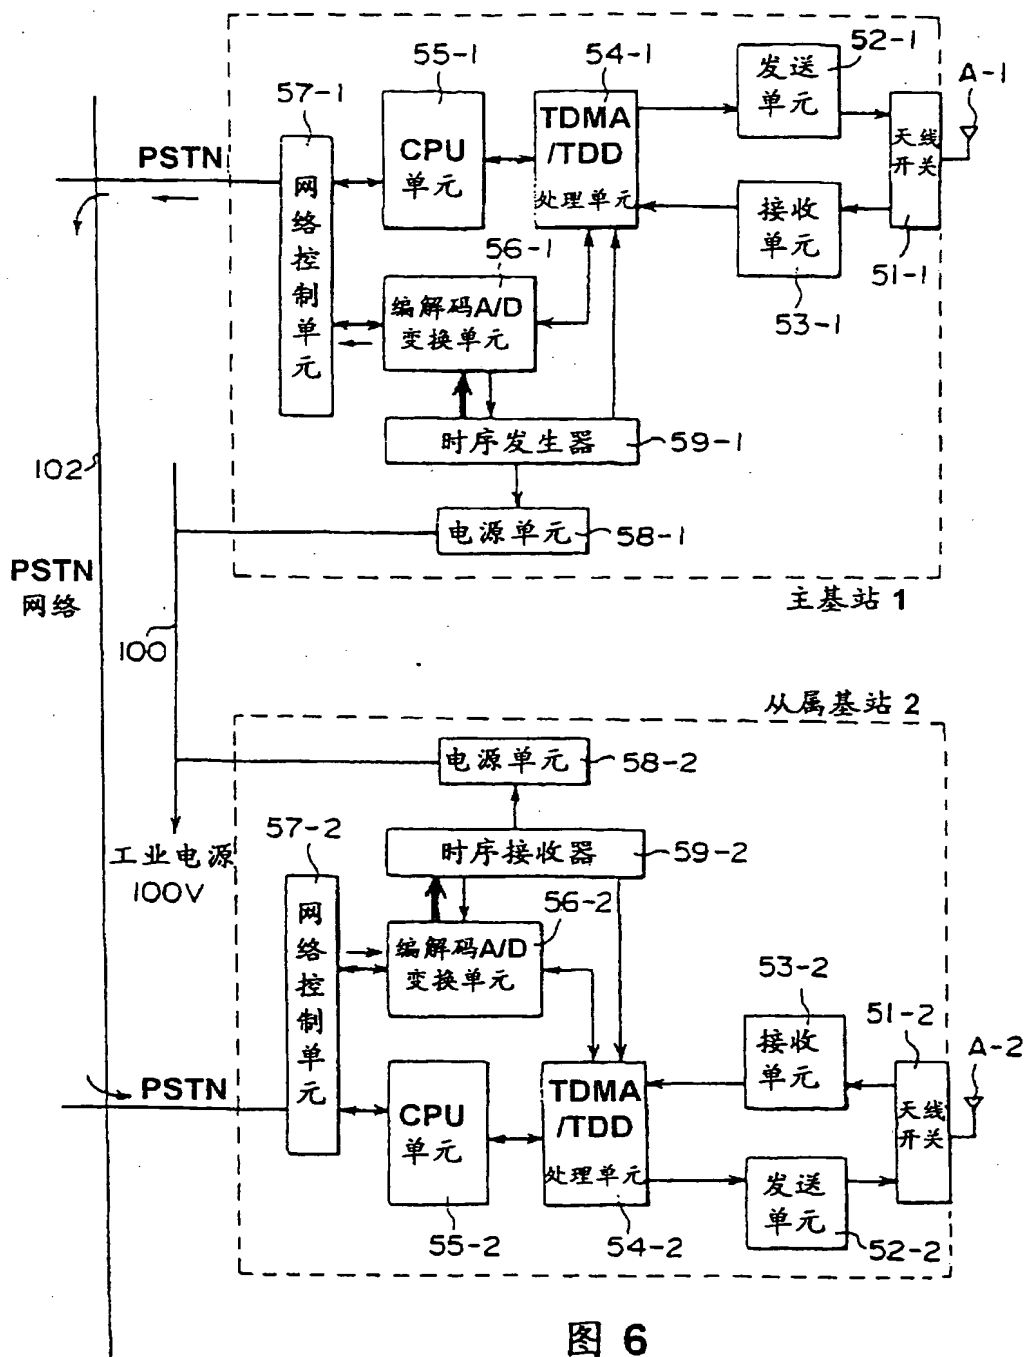 52-1
55-1
54-1
发送
单元
A-1
57-1
TDMA
/TDD
处理单元
CPU
单元
天线
开关
PSTN
网络控制单元
接收
单元
56-1
51-1
编解码A/D
变换单元
53-1
时序发生器
59-1
102
电源单元
58-1
PSTN
网络
主基站 1
100
从属基站 2
电源单元
58-2
57-2
时序接收器
59-2
工业电源
100V
56-2
网络控制单元
编解码A/D
变换单元
53-2
51-2
接收
单元
A-2
PSTN
CPU
单元
TDMA
/TDD
处理单元
天线
开关
发送
单元
55-2
54-2
52-2
图 6